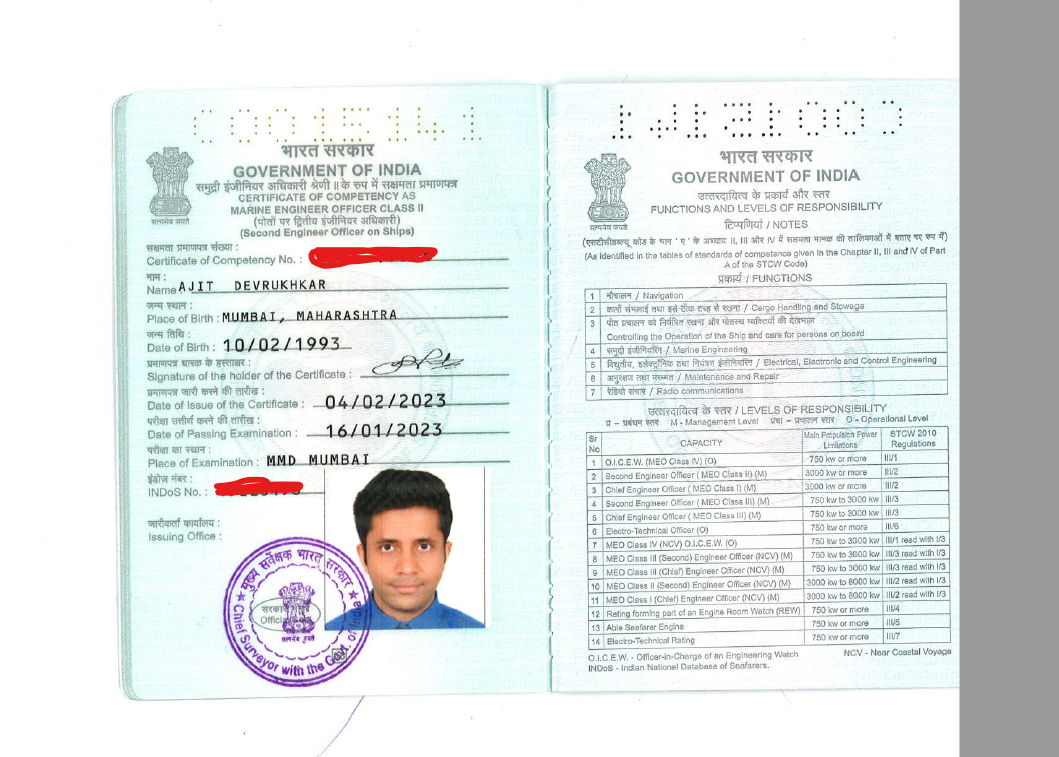 C0015141
भारत सरकार
GOVERNMENT OF INDIA
समुद्री इंजीनियर अधिकारी श्रेणी II के रुप में सक्षमता प्रमाणपत्र
CERTIFICATE OF COMPETENCY AS
MARINE ENGINEER OFFICER CLASS II
(पोतों पर द्वितीय इंजीनियर अधिकारी)
(Second Engineer Officer on Ships)
सत्यमेव जयते
सक्षमता प्रमाणपत्र संख्या :
Certificate of Competency No. :
नाम :
Name AJIT DEVRUKHKAR
जन्म स्थान :
Place of Birth : MUMBAI, MAHARASHTRA
जन्म तिथि :
Date of Birth : 10/02/1993
प्रमाणपत्र धारक के हस्ताक्षर :
Signature of the holder of the Certificate :
प्रमाणपत्र जारी करने की तारीख :
Date of Issue of the Certificate : 04/02/2023
परीक्षा उत्तीर्ण करने की तारीख :
Date of Passing Examination : 16/01/2023
परीक्षा का स्थान :
Place of Examination : MMD MUMBAI
इंडोज़ नंबर :
INDoS No. :
जारीकर्ता कार्यालय :
Issuing Office :
मुख्य सर्वेक्षक भारत सरकार
Chief Surveyor with the Govt. of
सत्यमेव जयते
भारत सरकार
GOVERNMENT OF INDIA
उत्तरदायित्व के प्रकार्य और स्तर
FUNCTIONS AND LEVELS OF RESPONSIBILITY
सत्यमेव जयते
टिप्पणियां / NOTES
(एसटीसीडब्ल्यू कोड के भाग ' ए ' के अध्याय II, III और IV में सक्षमता मानक की तालिकाओं में बताए गए रुप में)
(As identified in the tables of standards of competence given in the Chapter II, III and IV of Part
A of the STCW Code)
प्रकार्य / FUNCTIONS
1 नौचालन / Navigation
2 कार्गो संभलाई तथा इसे ठीक तरह से रखना / Cargo Handling and Stowage
3 पोत प्रचालन को नियंत्रित रखना और पोतस्थ व्यक्तियों की देखभाल
Controlling the Operation of the Ship and care for persons on board
4 समुद्री इंजीनियरिंग / Marine Engineering
5 विद्युतीय, इलेक्ट्रॉनिक तथा नियंत्रण इंजीनियरिंग / Electrical, Electronic and Control Engineering
6 अनुरक्षण तथा मरम्मत / Maintenance and Repair
7 रेडियो संचार / Radio communications
उत्तरदायित्व के स्तर / LEVELS OF RESPONSIBILITY
प्र – प्रबंधन स्तर M - Management Level प्रचा – प्रचालन स्तर O – Operational Level
Sr No CAPACITY Main Propulsion Power Limitations STCW 2010 Regulations
1 O.I.C.E.W. (MEO Class IV) (O) 750 kw or more III/1
2 Second Engineer Officer ( MEO Class II) (M) 3000 kw or more III/2
3 Chief Engineer Officer ( MEO Class I) (M) 3000 kw or more III/2
4 Second Engineer Officer ( MEO Class III) (M) 750 kw to 3000 kw III/3
5 Chief Engineer Officer ( MEO Class III) (M) 750 kw to 3000 kw III/3
6 Electro-Technical Officer (O) 750 kw or more III/6
7 MEO Class IV (NCV) O.I.C.E.W. (O) 750 kw to 3000 kw III/1 read with I/3
8 MEO Class III (Second) Engineer Officer (NCV) (M) 750 kw to 3000 kw III/3 read with I/3
9 MEO Class III (Chief) Engineer Officer (NCV) (M) 750 kw to 3000 kw III/3 read with I/3
10 MEO Class II (Second) Engineer Officer (NCV) (M) 3000 kw to 8000 kw III/2 read with I/3
11 MEO Class I (Chief) Engineer Officer (NCV) (M) 3000 kw to 8000 kw III/2 read with I/3
12 Rating forming part of an Engine Room Watch (REW) 750 kw or more III/4
13 Able Seafarer Engine 750 kw or more III/5
14 Electro-Technical Rating 750 kw or more III/7
O.I.C.E.W. - Officer-in-Charge of an Engineering Watch NCV - Near Coastal Voyage
INDoS - Indian National Database of Seafarers.